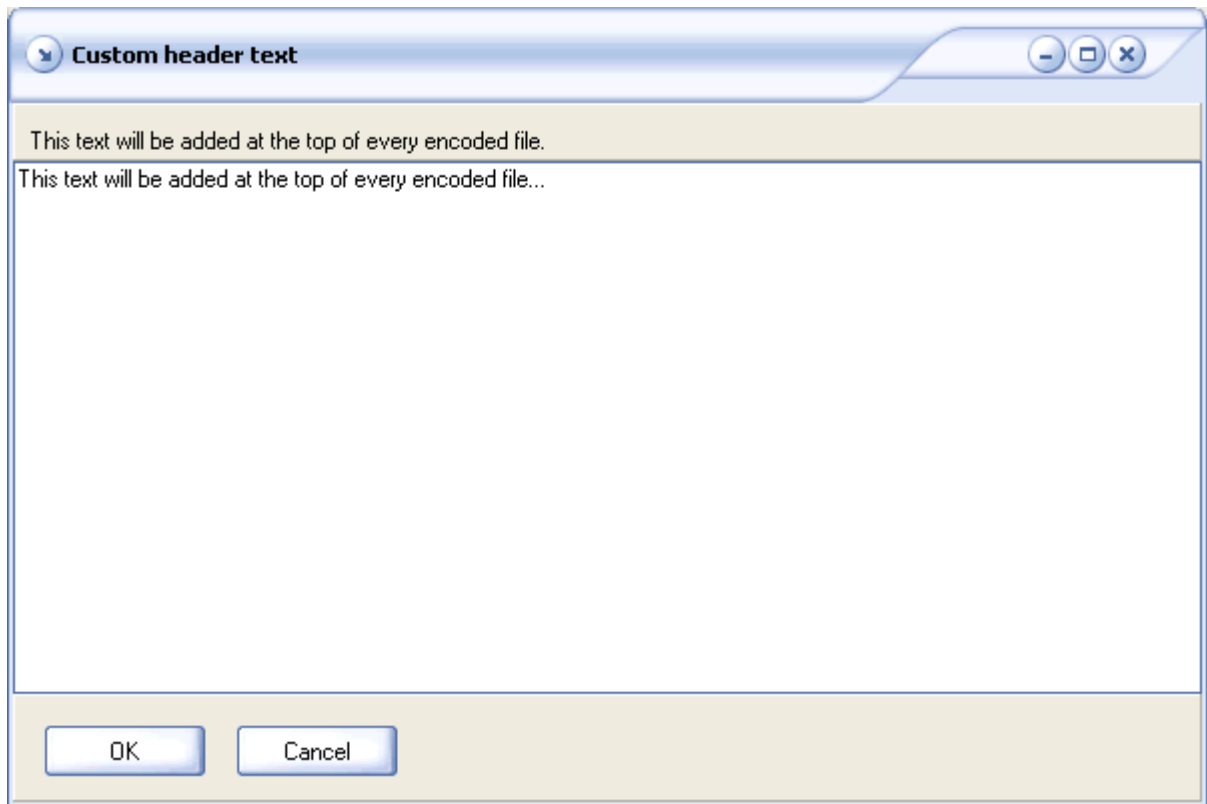 Custom header text
This text will be added at the top of every encoded file.
This text will be added at the top of every encoded file...
OK
Cancel